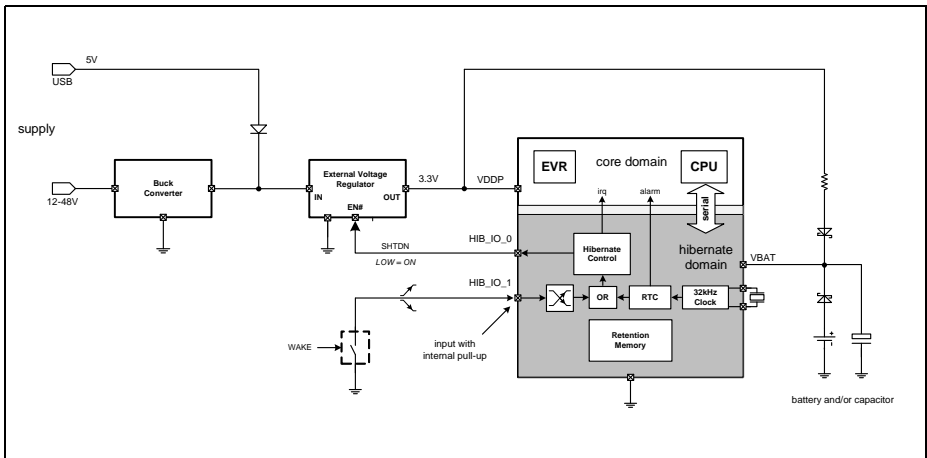 5V
USB
supply
12-48V
Buck
Converter
External Voltage
Regulator
IN
OUT
EN#
3.3V
VDDP
SHTDN
LOW = ON
HIB_IO_0
HIB_IO_1
WAKE
input with
internal pull-up
EVR
core domain
CPU
irq
alarm
serial
Hibernate
Control
hibernate
domain
OR
RTC
32kHz
Clock
Retention
Memory
VBAT
+
battery and/or capacitor